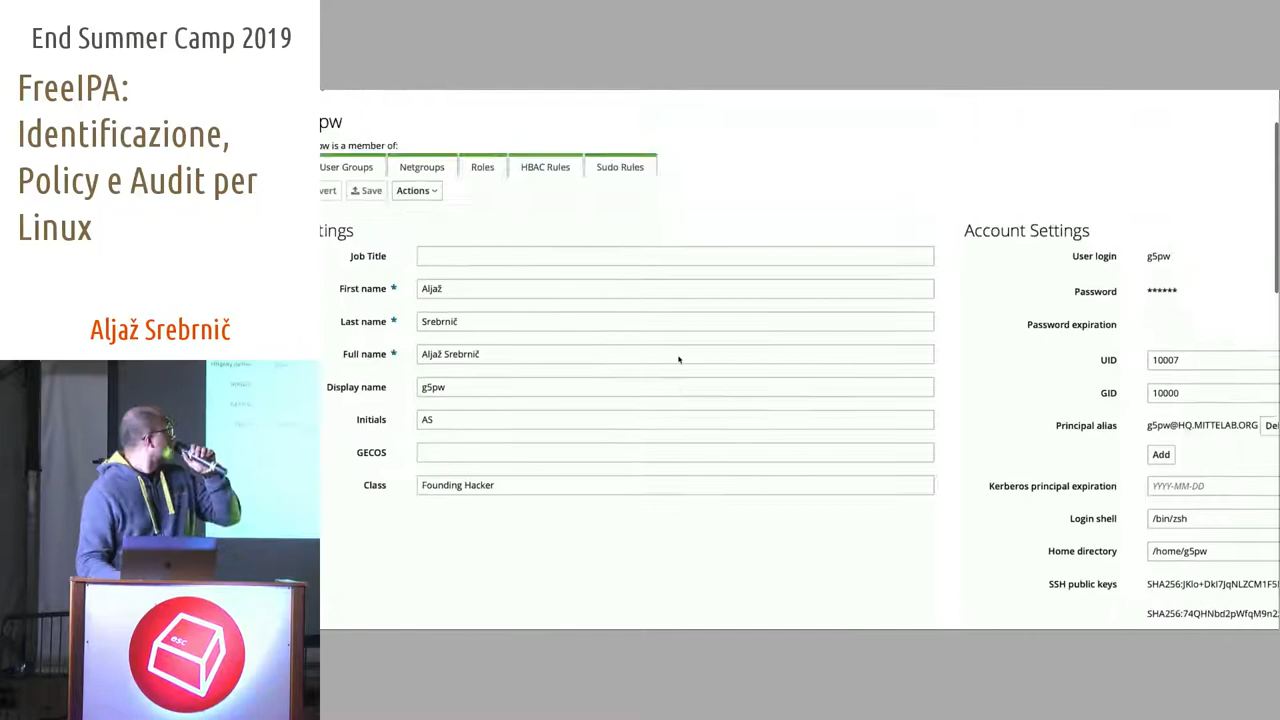 End Summer Camp 2019
FreeIPA:
Identificazione,
Policy e Audit per
Linux
Aljaž Srebrnič
esc
pw
ow is a member of:
User Groups
Netgroups
Roles
HBAC Rules
Sudo Rules
vert
Save
Actions
tings
Job Title
First name *
Aljaž
Last name *
Srebrnič
Full name *
Aljaž Srebrnič
Display name
g5pw
Initials
AS
GECOS
Class
Founding Hacker
Account Settings
User login
g5pw
Password
******
Password expiration
UID
10007
GID
10000
Principal alias
g5pw@HQ.MITTELAB.ORG
De
Add
Kerberos principal expiration
YYYY-MM-DD
Login shell
/bin/zsh
Home directory
/home/g5pw
SSH public keys